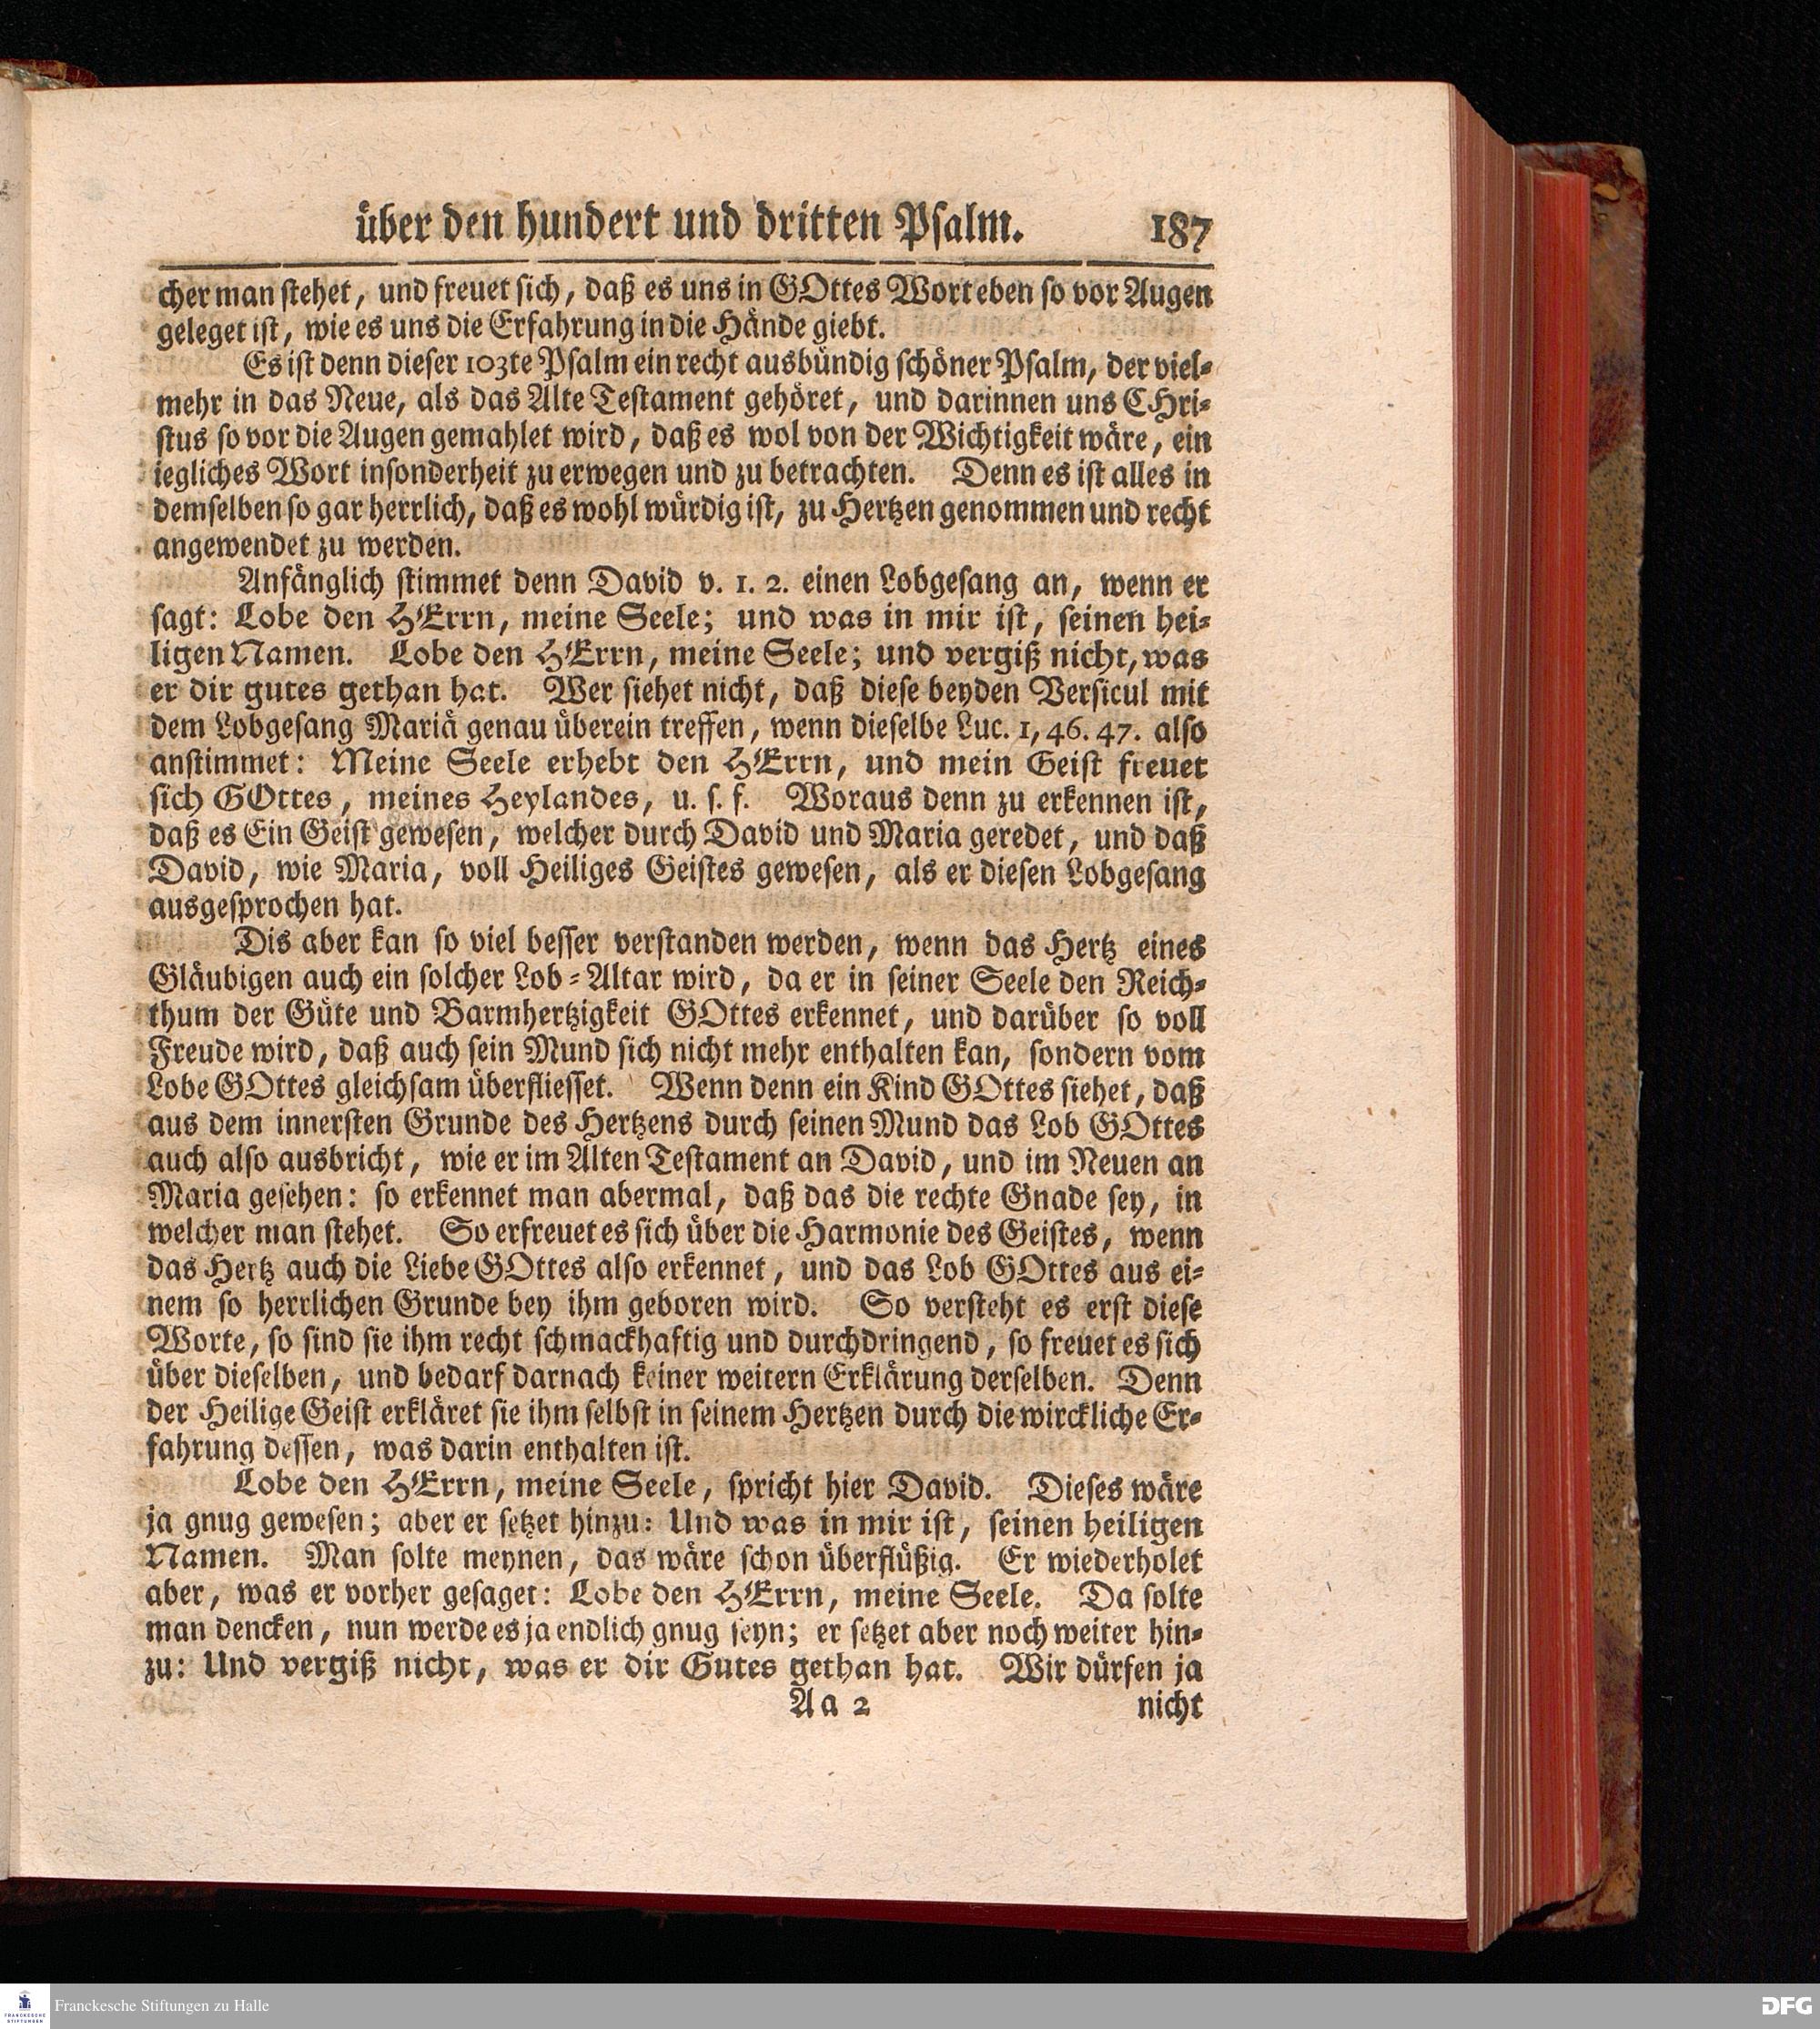 über den hundert und dritten Psalm. 187
cher man stehet, und freuet sich, daß es uns in GOttes Wort eben so vor Augen
geleget ist, wie es uns die Erfahrung in die Hände giebt.
Es ist denn dieser 103te Psalm ein recht ausbündig schöner Psalm, der viel-
mehr in das Neue, als das Alte Testament gehöret, und darinnen uns CHri-
stus so vor die Augen gemahlet wird, daß es wol von der Wichtigkeit wäre, ein
iegliches Wort insonderheit zu erwegen und zu betrachten. Denn es ist alles in
demselben so gar herrlich, daß es wohl würdig ist, zu Hertzen genommen und recht
angewendet zu werden.
Anfänglich stimmet denn David v. 1. 2. einen Lobgesang an, wenn er
sagt: Lobe den HErrn, meine Seele; und was in mir ist, seinen hei-
ligen Namen. Lobe den HErrn, meine Seele; und vergiß nicht, was
er dir gutes gethan hat. Wer siehet nicht, daß diese beyden Versicul mit
dem Lobgesang Mariä genau überein treffen, wenn dieselbe Luc. 1, 46. 47. also
anstimmet: Meine Seele erhebt den HErrn, und mein Geist freuet
sich GOttes, meines Heylandes, u. s. f. Woraus denn zu erkennen ist,
daß es Ein Geist gewesen, welcher durch David und Maria geredet, und daß
David, wie Maria, voll Heiliges Geistes gewesen, als er diesen Lobgesang
ausgesprochen hat.
Dis aber kan so viel besser verstanden werden, wenn das Hertz eines
Gläubigen auch ein solcher Lob-Altar wird, da er in seiner Seele den Reich-
thum der Güte und Barmhertzigkeit GOttes erkennet, und darüber so voll
Freude wird, daß auch sein Mund sich nicht mehr enthalten kan, sondern vom
Lobe GOttes gleichsam überfliesset. Wenn denn ein Kind GOttes siehet, daß
aus dem innersten Grunde des Hertzens durch seinen Mund das Lob GOttes
auch also ausbricht, wie er im Alten Testament an David, und im Neuen an
Maria gesehen: so erkennet man abermal, daß das die rechte Gnade sey, in
welcher man stehet. So erfreuet es sich über die Harmonie des Geistes, wenn
das Hertz auch die Liebe GOttes also erkennet, und das Lob GOttes aus ei-
nem so herrlichen Grunde bey ihm geboren wird. So versteht es erst diese
Worte, so sind sie ihm recht schmackhaftig und durchdringend, so freuet es sich
über dieselben, und bedarf darnach keiner weitern Erklärung derselben. Denn
der Heilige Geist erkläret sie ihm selbst in seinem Hertzen durch die wirckliche Er-
fahrung dessen, was darin enthalten ist.
Lobe den HErrn, meine Seele, spricht hier David. Dieses wäre
ja gnug gewesen; aber er setzet hinzu: Und was in mir ist, seinen heiligen
Namen. Man solte meynen, das wäre schon überflüßig. Er wiederholet
aber, was er vorher gesaget: Lobe den HErrn, meine Seele. Da solte
man dencken, nun werde es ja endlich gnug seyn; er setzet aber noch weiter hin-
zu: Und vergiß nicht, was er dir Gutes gethan hat. Wir dürfen ja
Aa 2 nicht
FRANCKESCHE STIFTUNGEN
Franckesche Stiftungen zu Halle
DFG